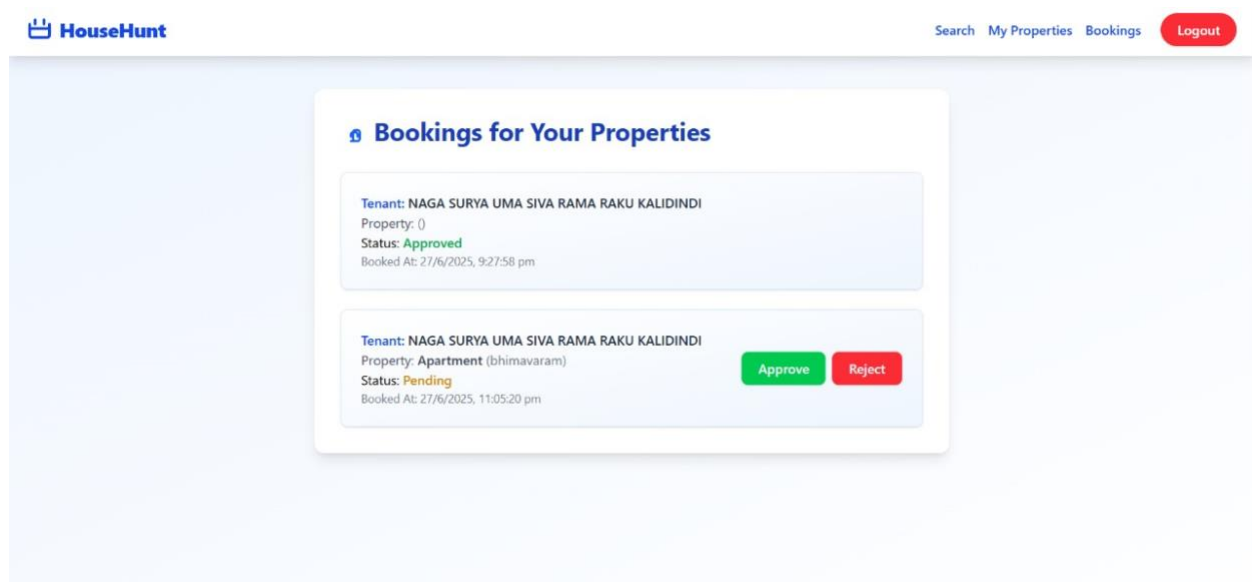 HouseHunt
Search My Properties Bookings Logout
Bookings for Your Properties
Tenant: NAGA SURYA UMA SIVA RAMA RAKU KALIDINDI
Property: ()
Status: Approved
Booked At: 27/6/2025, 9:27:58 pm
Tenant: NAGA SURYA UMA SIVA RAMA RAKU KALIDINDI
Property: Apartment (bhimavaram)
Status: Pending
Booked At: 27/6/2025, 11:05:20 pm
Approve Reject